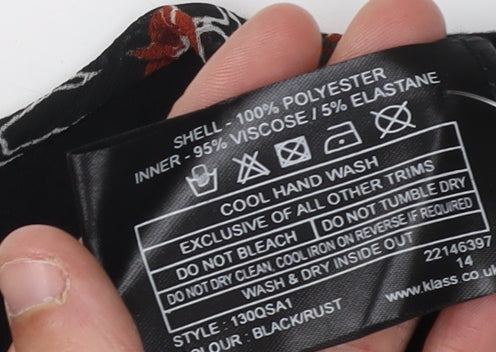 SHELL - 100% POLYESTER
INNER - 95% VISCOSE / 5% ELASTANE
COOL HAND WASH
EXCLUSIVE OF ALL OTHER TRIMS
DO NOT BLEACH DO NOT TUMBLE DRY
DO NOT DRY CLEAN, COOL IRON ON REVERSE IF REQUIRED
WASH & DRY INSIDE OUT
22146397
STYLE : 130QSA1 14
COLOUR : BLACK/RUST www.klass.co.uk